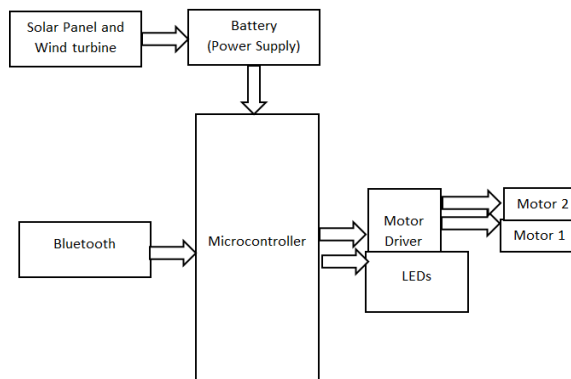 Solar Panel and
Wind turbine
Battery
(Power Supply)
Bluetooth
Microcontroller
Motor
Driver
LEDs
Motor 2
Motor 1